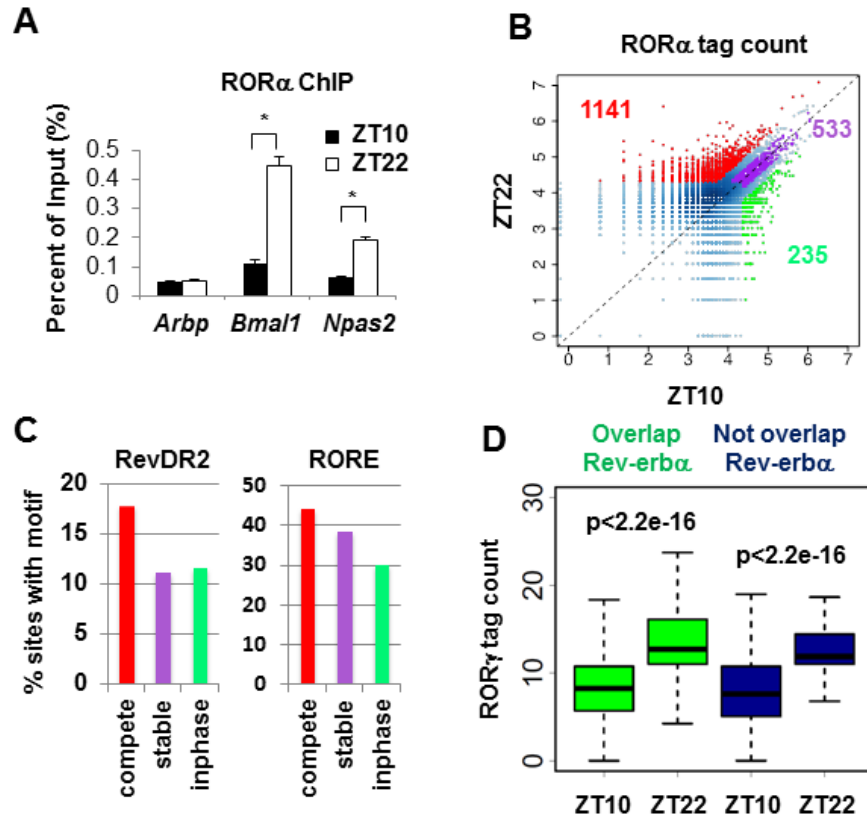 A
RORα ChIP
*
*
ZT10
ZT22
Percent of Input (%)
0.5
0.4
0.3
0.2
0.1
0
Arbp Bmal1 Npas2
B
RORα tag count
1141
533
235
ZT22
7
6
5
4
3
2
1
0
0 1 2 3 4 5 6 7
ZT10
C
RevDR2
RORE
% sites with motif
20
15
10
5
0
50
40
30
20
10
0
compete
stable
inphase
compete
stable
inphase
D
Overlap Not overlap
Rev-erbα Rev-erbα
RORγ tag count
30
20
10
0
p<2.2e-16
p<2.2e-16
ZT10 ZT22 ZT10 ZT22